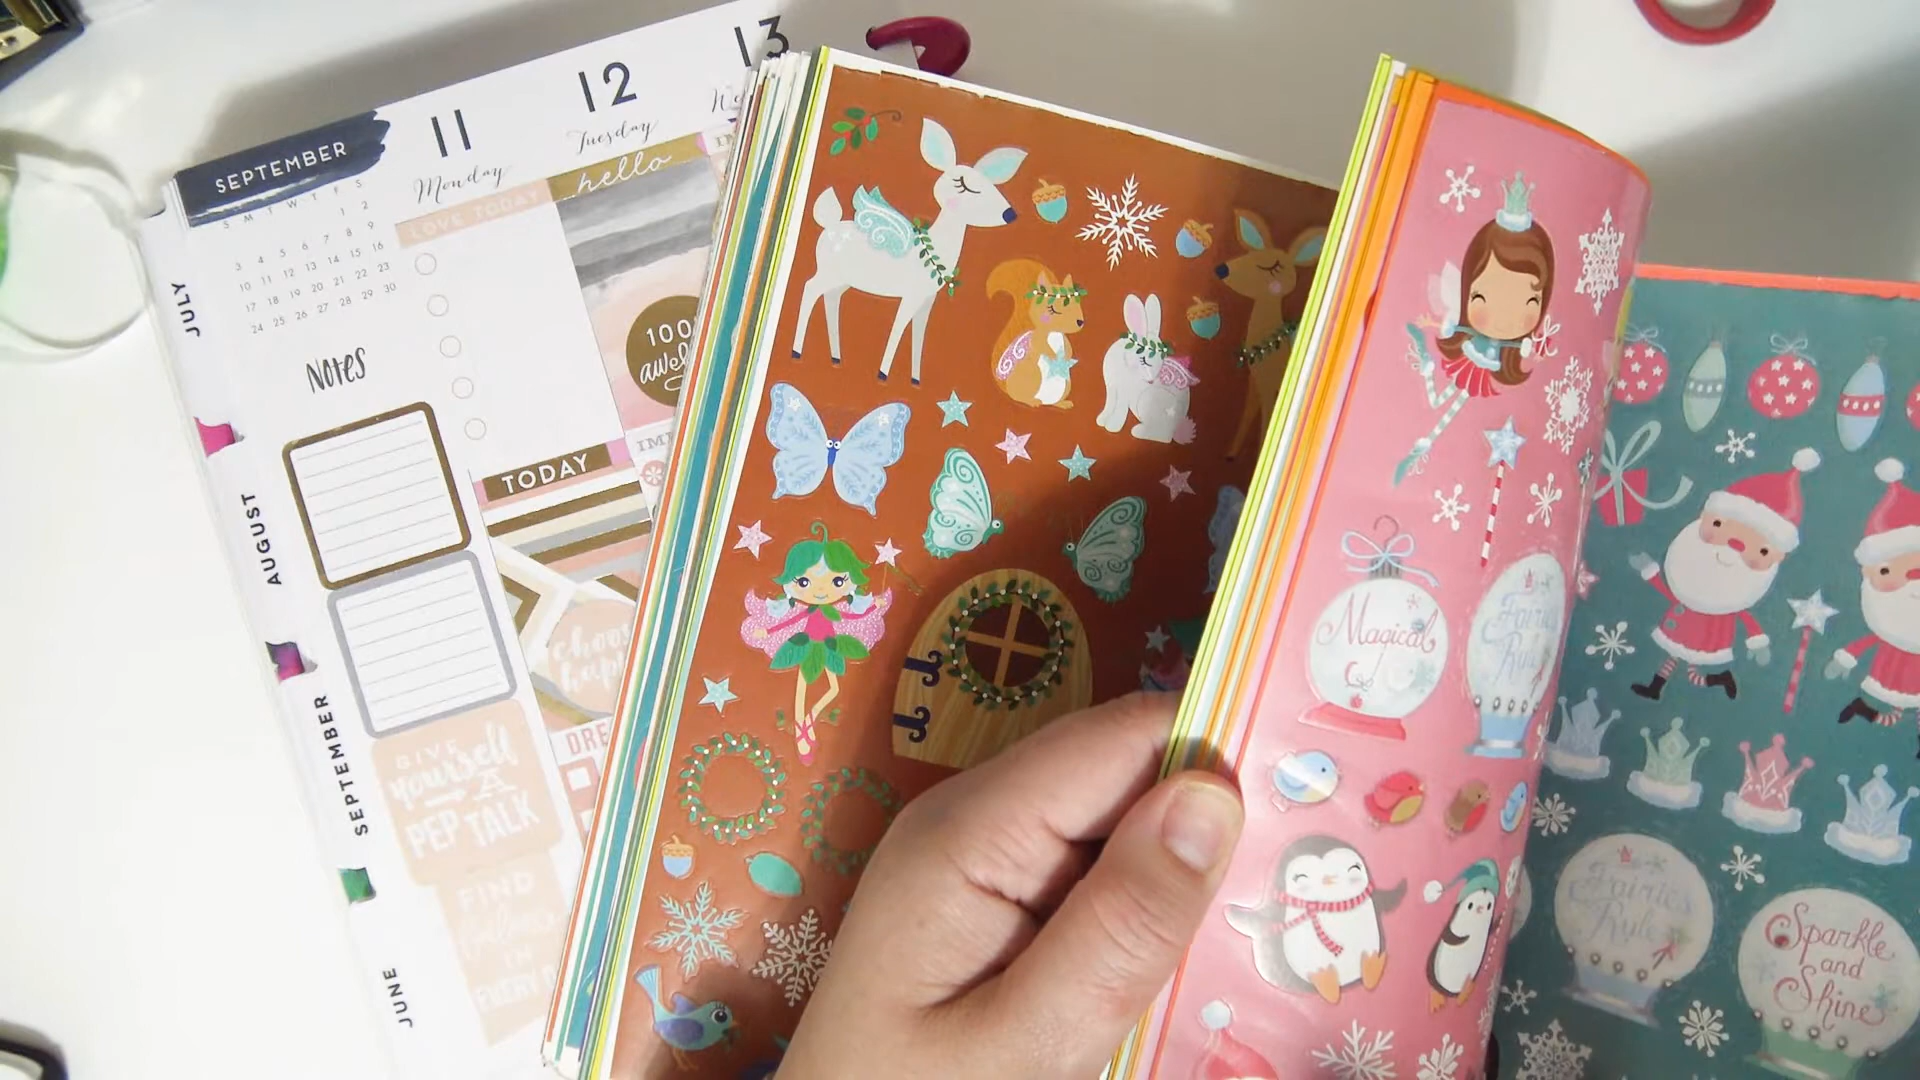 SEPTEMBER
S M T W T F S
1 2
3 4 5 6 7 8 9
10 11 12 13 14 15 16
17 18 19 20 21 22 23
24 25 26 27 28 29 30
11
Monday
12
Tuesday
13
LOVE TODAY
hello
100
TODAY
Notes
JULY
AUGUST
SEPTEMBER
JUNE
GIVE
yourself
A
PEP TALK
FIND
IN
choose
Magical
Fairies
Rule
Fairies
Rule
Sparkle
and
Shine